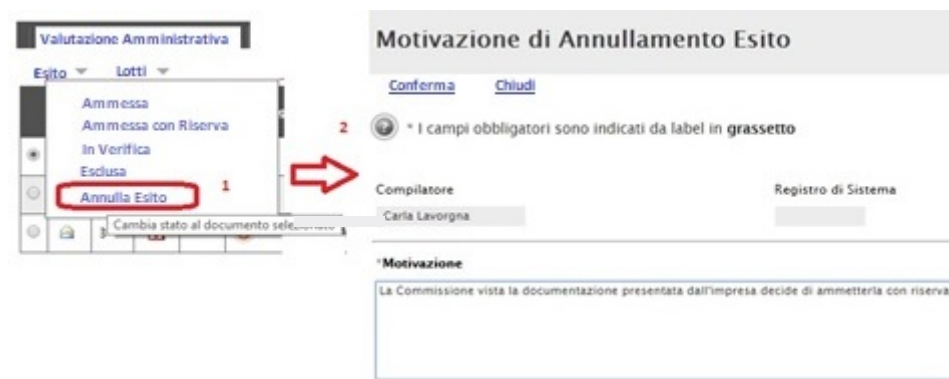 Valutazione Amministrativa
Esito Lotti
Ammessa
Ammessa con Riserva
In Verifica
Esclusa
Annulla Esito
1
Cambia stato al documento selezionato
Motivazione di Annullamento Esito
Conferma Chiudi
2
* I campi obbligatori sono indicati da label in grassetto
Compilatore Registro di Sistema
Carla Lavorgna
*Motivazione
La Commissione vista la documentazione presentata dall'impresa decide di ammetterla con riserva